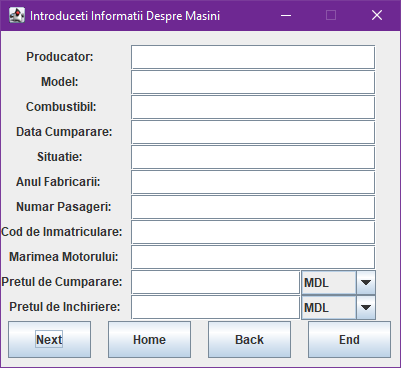 Introduceti Informatii Despre Masini
Producator:
Model:
Combustibil:
Data Cumparare:
Situatie:
Anul Fabricarii:
Numar Pasageri:
Cod de Inmatriculare:
Marimea Motorului:
Pretul de Cumparare: MDL
Pretul de Inchiriere: MDL
Next Home Back End